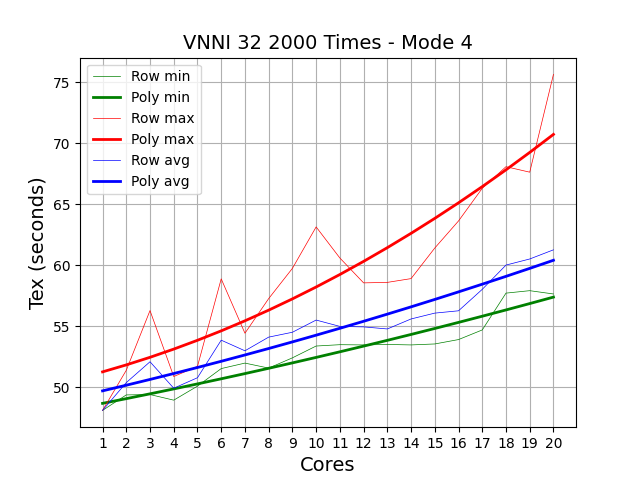 VNNI 32 2000 Times - Mode 4
Row min
Poly min
Row max
Poly max
Row avg
Poly avg
Tex (seconds)
75
70
65
60
55
50
1 2 3 4 5 6 7 8 9 10 11 12 13 14 15 16 17 18 19 20
Cores